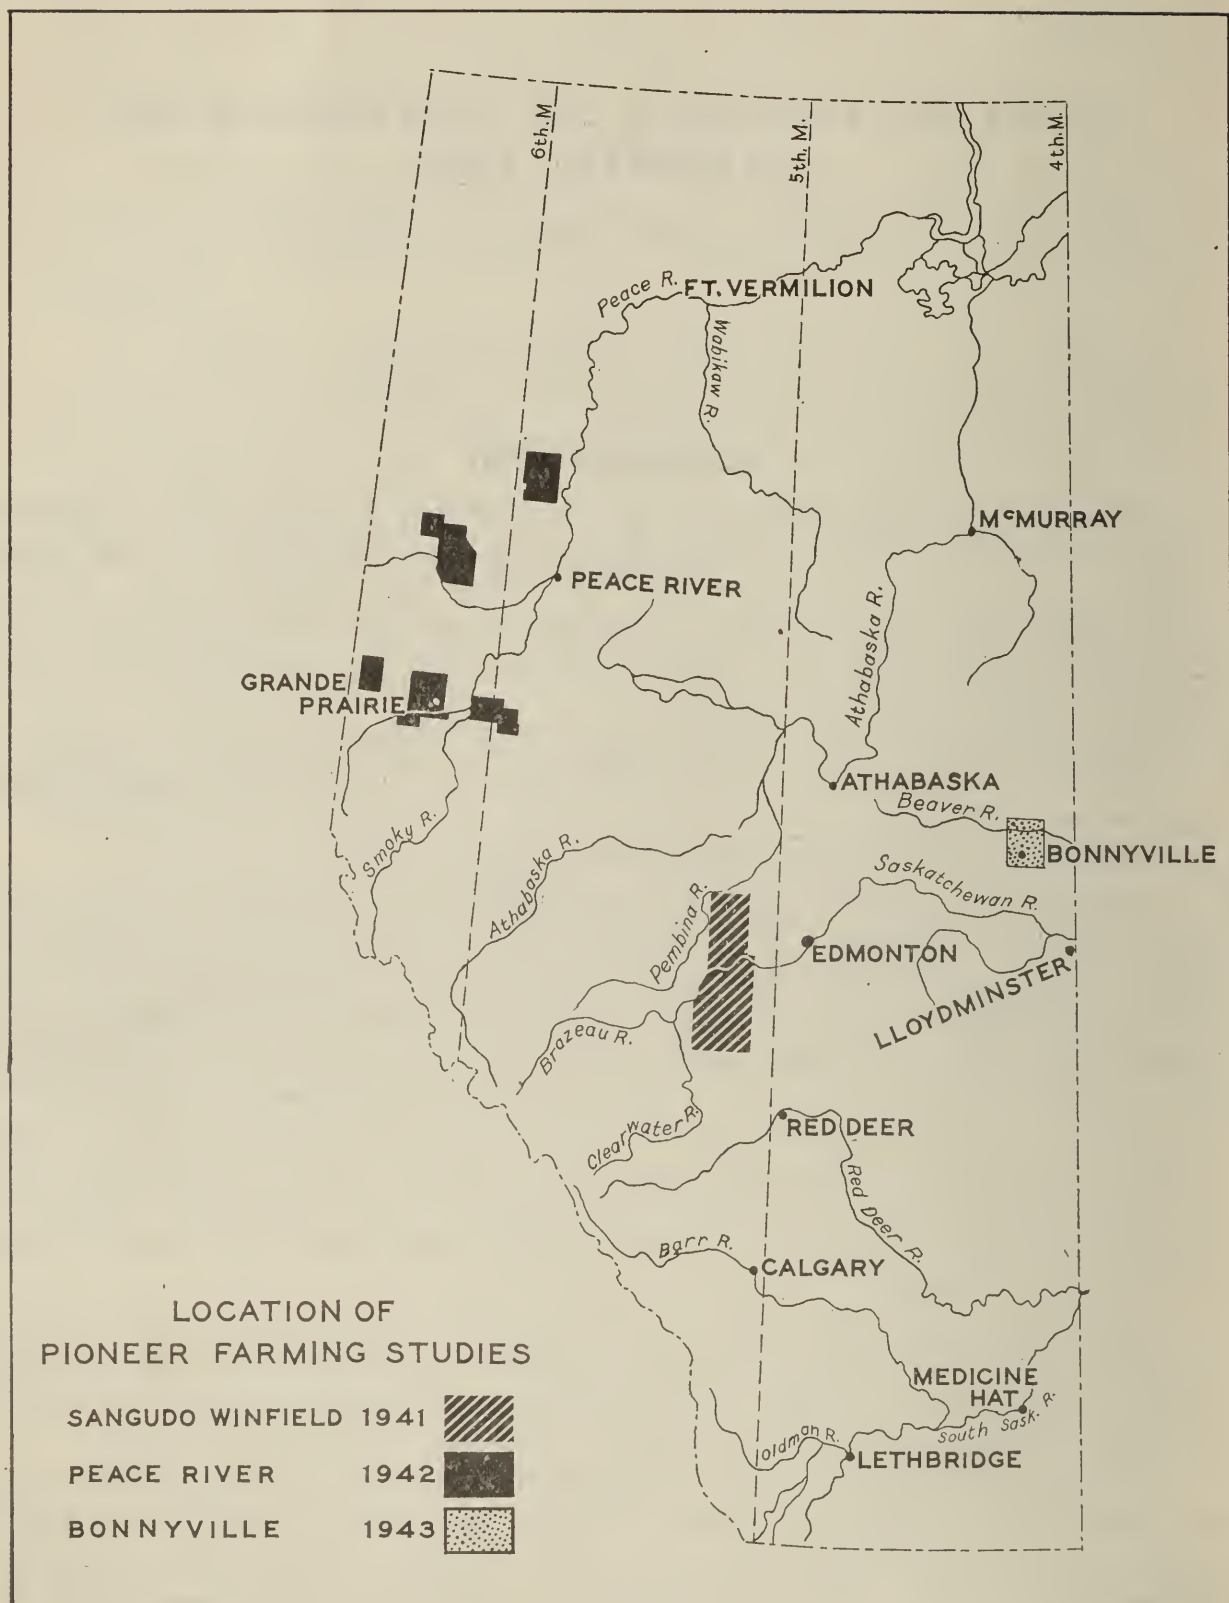 6th. M
5th. M.
4th. M.
Peace R.
FT. VERMILION
Wabikaw R.
McMURRAY
PEACE RIVER
Athabaska R.
GRANDE
PRAIRIE
ATHABASKA
Beaver R.
BONNYVILLE
Smoky R.
Athabaska R.
Saskatchewan R.
Pembina R.
EDMONTON
LLOYDMINSTER
Brazeau R.
Clearwater R.
RED DEER
Red Deer R.
Barr R.
CALGARY
MEDICINE
HAT
South Sask. R.
Oldman R.
LETHBRIDGE
LOCATION OF
PIONEER FARMING STUDIES
SANGUDO WINFIELD 1941
PEACE RIVER 1942
BONNYVILLE 1943